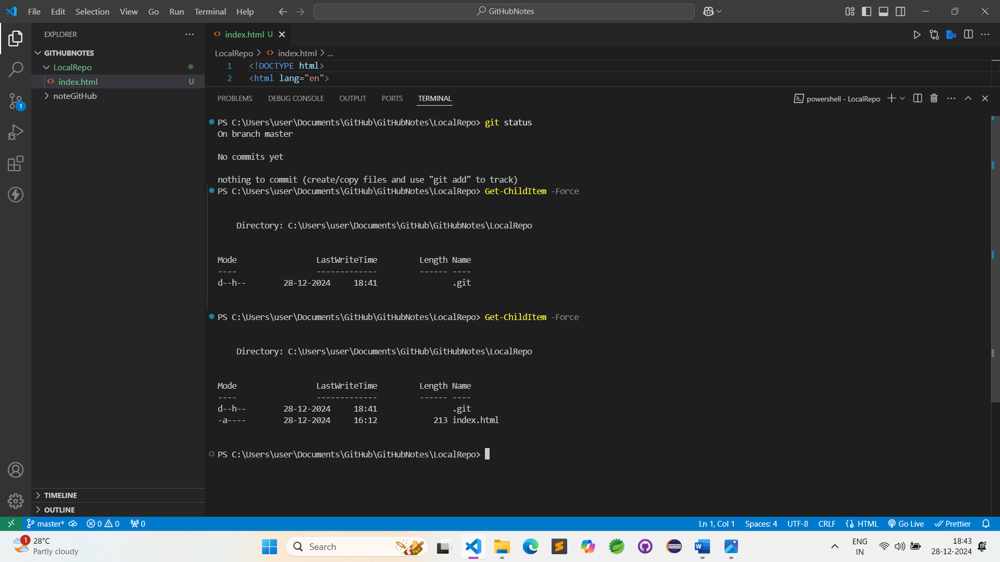 File Edit Selection View Go Run Terminal Help
GitHubNotes
EXPLORER
GITHUBNOTES
LocalRepo
index.html U
noteGitHub
TIMELINE
OUTLINE
index.html U
LocalRepo > index.html > ...
1 <!DOCTYPE html>
2 <html lang="en">
PROBLEMS DEBUG CONSOLE OUTPUT PORTS TERMINAL
powershell - LocalRepo
PS C:\Users\user\Documents\GitHub\GitHubNotes\LocalRepo> git status
On branch master
No commits yet
nothing to commit (create/copy files and use "git add" to track)
PS C:\Users\user\Documents\GitHub\GitHubNotes\LocalRepo> Get-ChildItem -Force
Directory: C:\Users\user\Documents\GitHub\GitHubNotes\LocalRepo
Mode LastWriteTime Length Name
---- ------------- ------ ----
d--h-- 28-12-2024 18:41 .git
PS C:\Users\user\Documents\GitHub\GitHubNotes\LocalRepo> Get-ChildItem -Force
Directory: C:\Users\user\Documents\GitHub\GitHubNotes\LocalRepo
Mode LastWriteTime Length Name
---- ------------- ------ ----
d--h-- 28-12-2024 18:41 .git
-a---- 28-12-2024 16:12 213 index.html
PS C:\Users\user\Documents\GitHub\GitHubNotes\LocalRepo>
1
master* 0 0 0
Ln 1, Col 1 Spaces: 4 UTF-8 CRLF {} HTML Go Live Prettier
1
28°C
Partly cloudy
Search
ENG
IN
18:43
28-12-2024